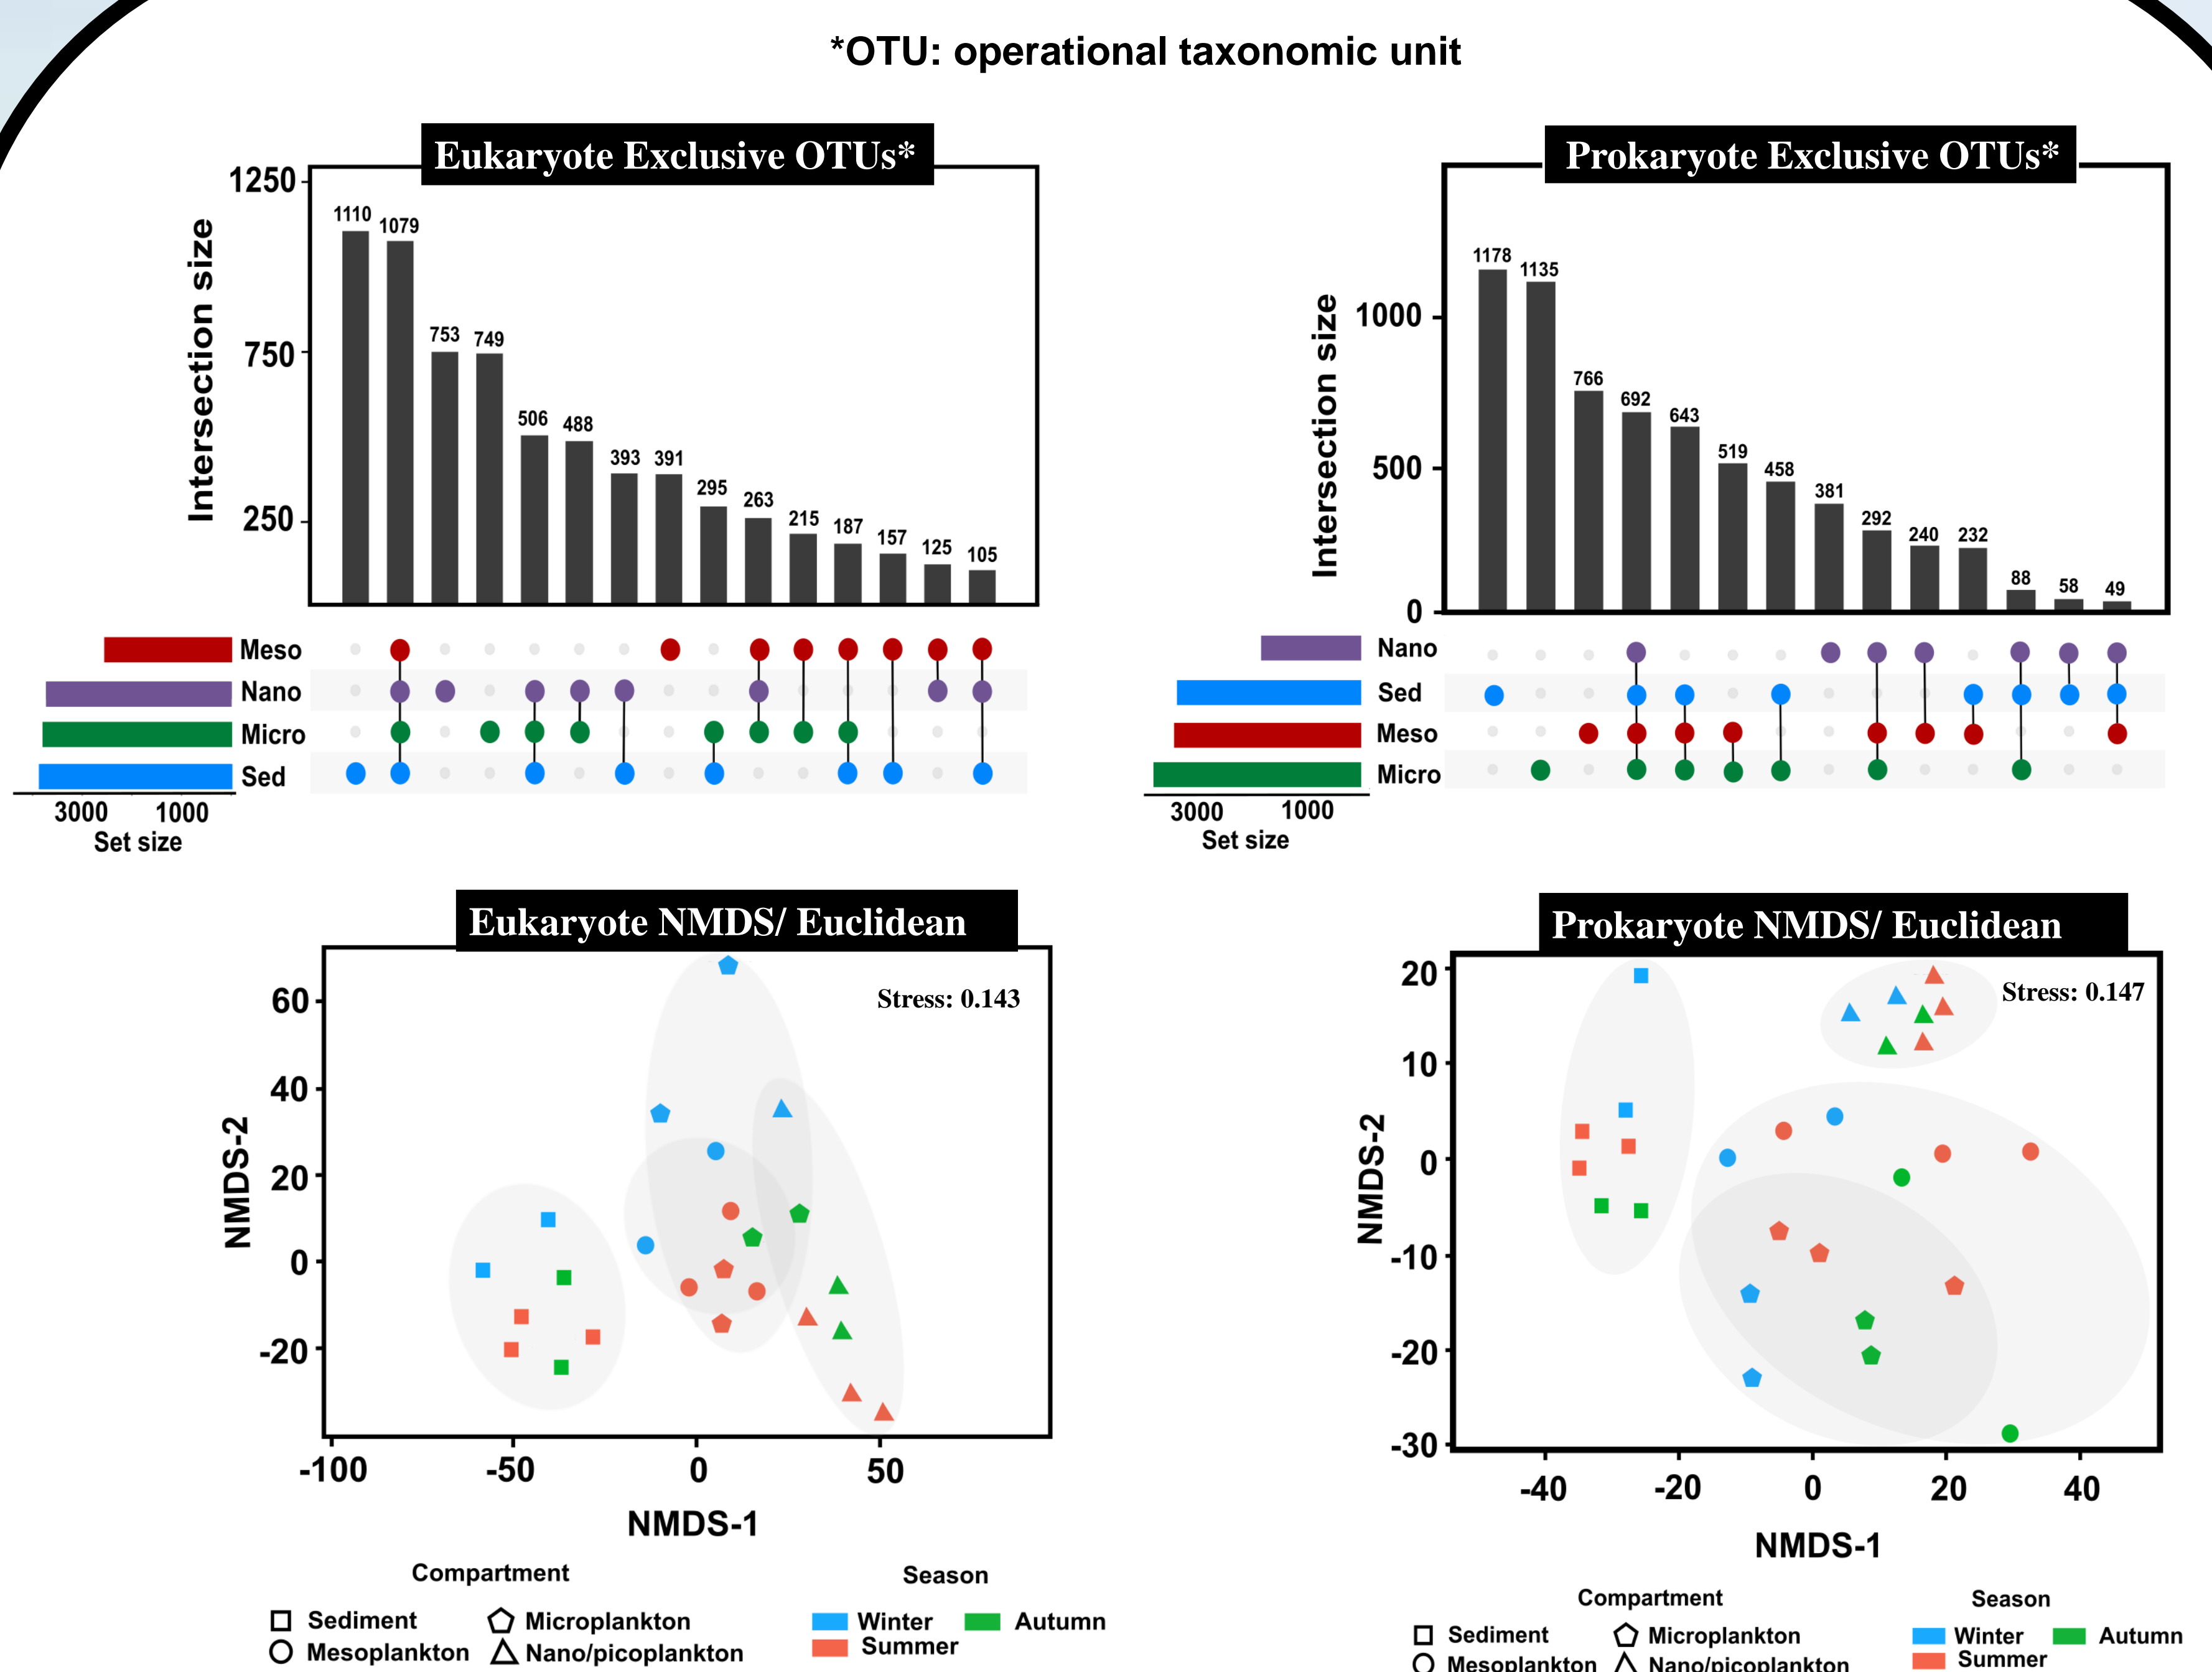 *OTU: operational taxonomic unit
Eukaryote Exclusive OTUs*
Intersection size
1250
750
250
1110
1079
753
749
506
488
393
391
295
263
215
187
157
125
105
Meso
Nano
Micro
Sed
3000 1000
Set size
Prokaryote Exclusive OTUs*
Intersection size
1000
500
0
1178
1135
766
692
643
519
458
381
292
240
232
88
58
49
Nano
Sed
Meso
Micro
3000 1000
Set size
Eukaryote NMDS/ Euclidean
Stress: 0.143
NMDS-2
60
40
20
0
-20
-100 -50 0 50
NMDS-1
Compartment Season
Sediment Microplankton Winter Autumn
Mesoplankton Nano/picoplankton Summer
Prokaryote NMDS/ Euclidean
Stress: 0.147
NMDS-2
20
10
0
-10
-20
-30
-40 -20 0 20 40
NMDS-1
Compartment Season
Sediment Microplankton Winter Autumn
Mesoplankton Nano/picoplankton Summer